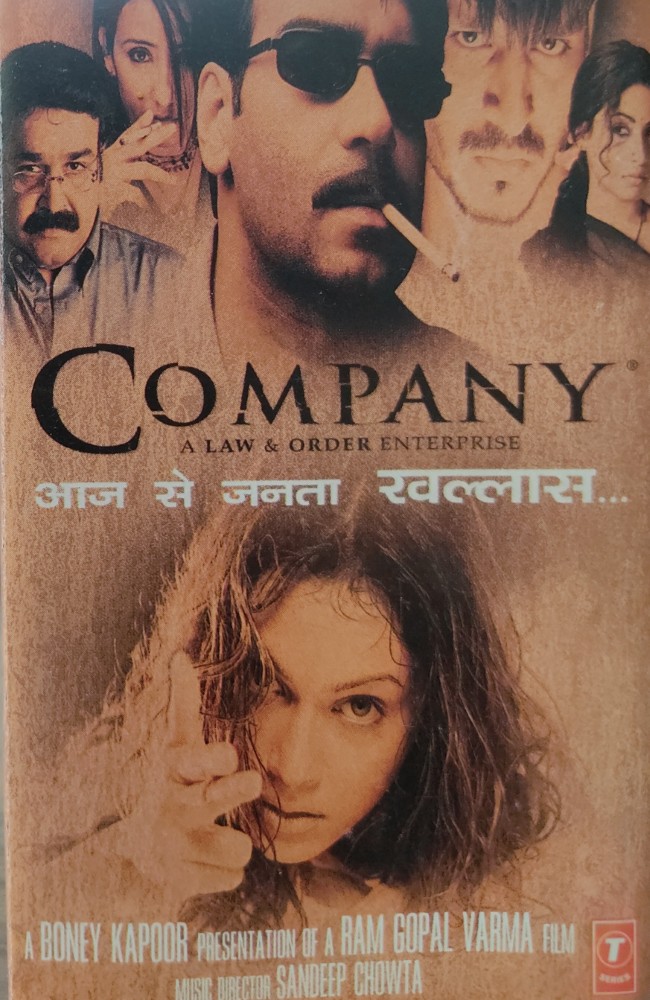 COMPANY®
A LAW & ORDER ENTERPRISE
आज से जनता खल्लास...
A BONEY KAPOOR PRESENTATION OF A RAM GOPAL VARMA FILM
MUSIC DIRECTOR SANDEEP CHOWTA
T
SERIES